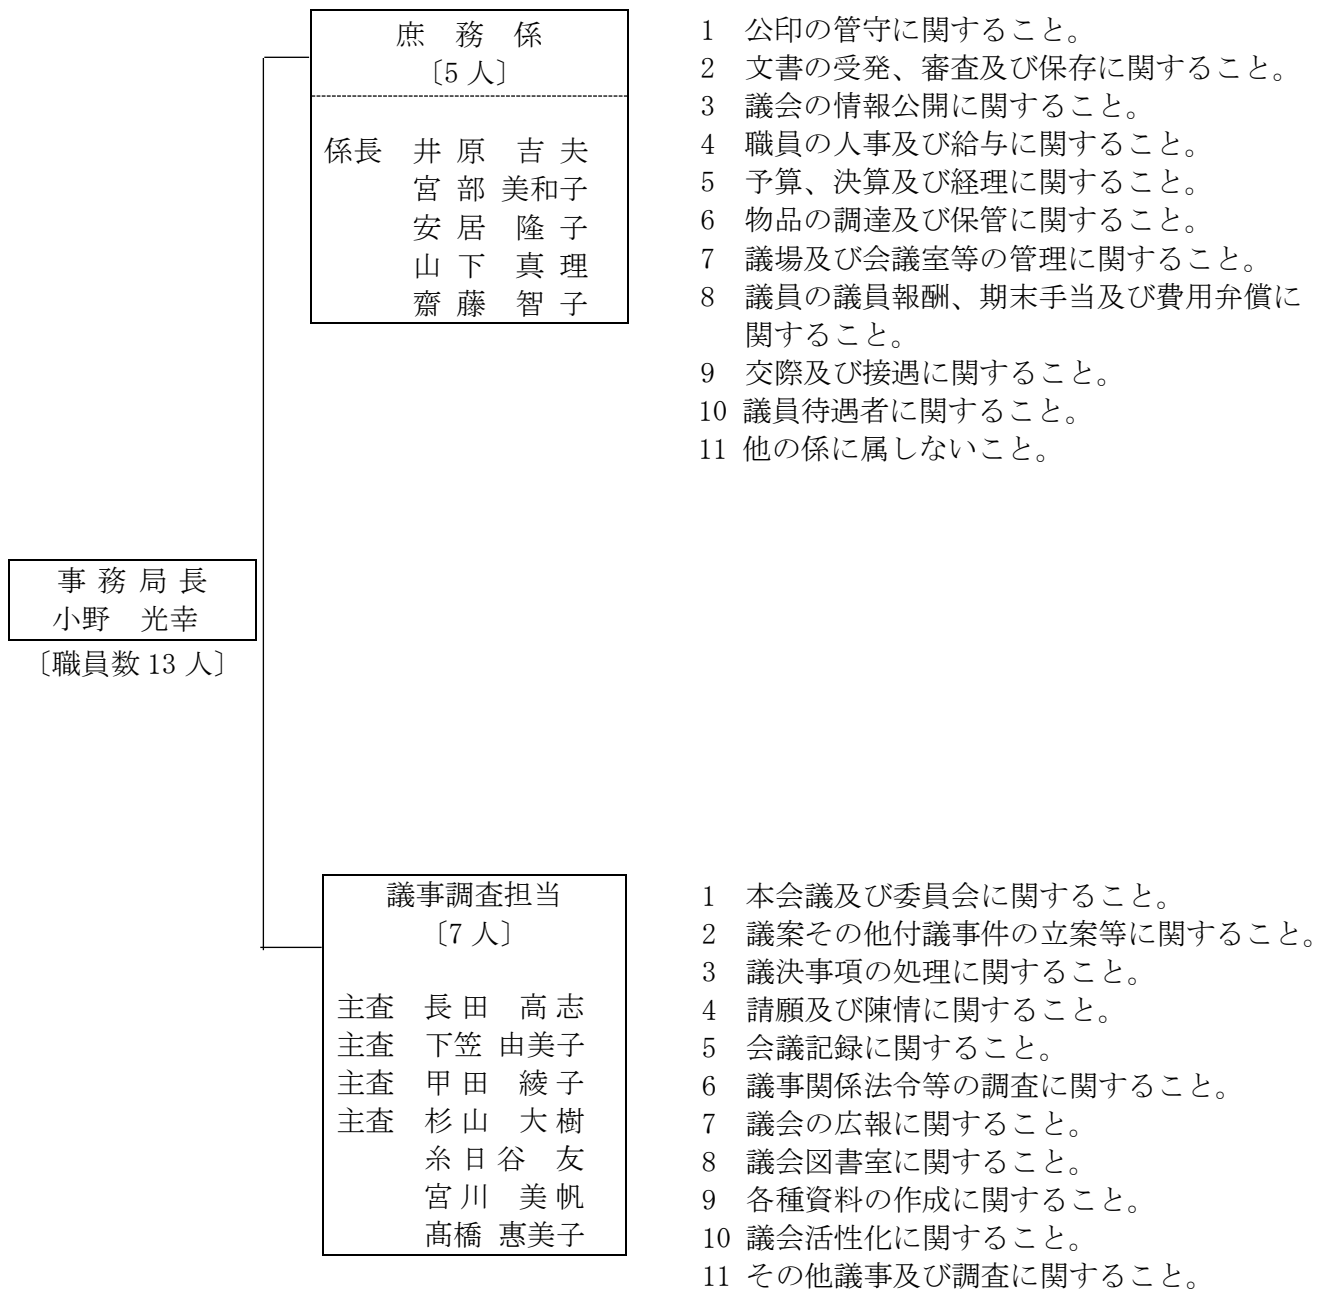 庶　務　係
〔5 人〕
係長　井 原　吉 夫
宮 部 美和子
安 居　隆 子
山 下　真 理
齋 藤　智 子
1　公印の管守に関すること。
2　文書の受発、審査及び保存に関すること。
3　議会の情報公開に関すること。
4　職員の人事及び給与に関すること。
5　予算、決算及び経理に関すること。
6　物品の調達及び保管に関すること。
7　議場及び会議室等の管理に関すること。
8　議員の議員報酬、期末手当及び費用弁償に
関すること。
9　交際及び接遇に関すること。
10 議員待遇者に関すること。
11 他の係に属しないこと。
事 務 局 長
小野　光幸
〔職員数 13 人〕
議事調査担当
〔7 人〕
主査　長 田　高 志
主査　下笠 由美子
主査　甲 田　綾 子
主査　杉 山　大 樹
糸 日 谷　友
宮 川　美 帆
髙橋 惠美子
1　本会議及び委員会に関すること。
2　議案その他付議事件の立案等に関すること。
3　議決事項の処理に関すること。
4　請願及び陳情に関すること。
5　会議記録に関すること。
6　議事関係法令等の調査に関すること。
7　議会の広報に関すること。
8　議会図書室に関すること。
9　各種資料の作成に関すること。
10 議会活性化に関すること。
11 その他議事及び調査に関すること。